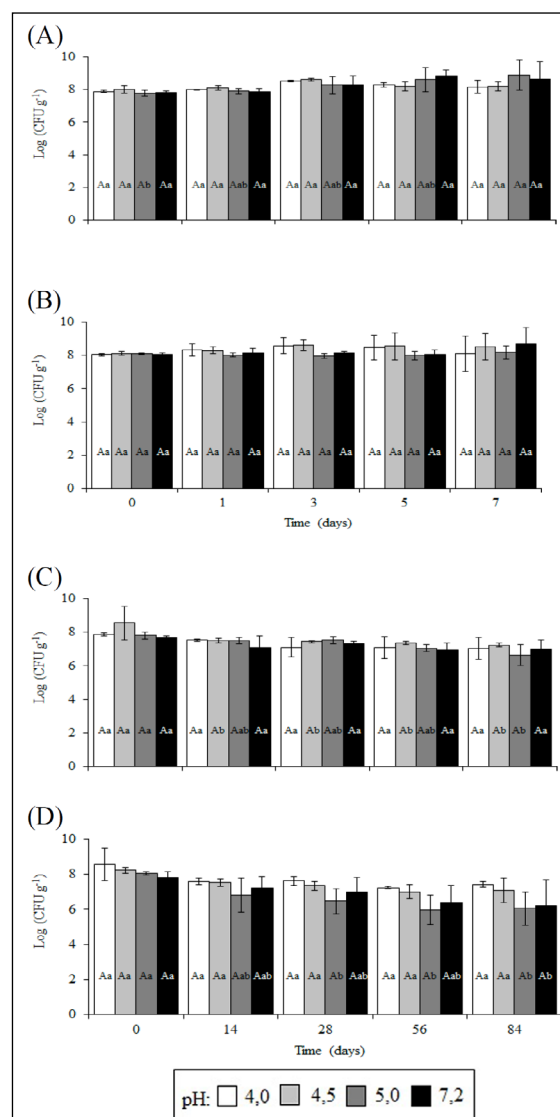 (A)
Log (CFU g-1)
10
8
6
4
2
0
Aa Aa Ab Aa Aa Aa Aab Aa Aa Aa Aab Aa Aa Aa Aab Aa Aa Aa Aa Aa
(B)
Log (CFU g-1)
10
8
6
4
2
0
Aa Aa Aa Aa Aa Aa Aa Aa Aa Aa Aa Aa Aa Aa Aa Aa Aa Aa Aa Aa
0 1 3 5 7
Time (days)
(C)
Log (CFU g-1)
10
8
6
4
2
0
Aa Aa Aa Aa Aa Ab Aab Aa Aa Ab Aab Aa Aa Ab Aab Aa Aa Ab Ab Aa
(D)
Log (CFU g-1)
10
8
6
4
2
0
Aa Aa Aa Aa Aa Aa Aab Aab Aa Aa Ab Aab Aa Aa Ab Aab Aa Aa Ab Ab
0 14 28 56 84
Time (days)
pH: 4,0 4,5 5,0 7,2